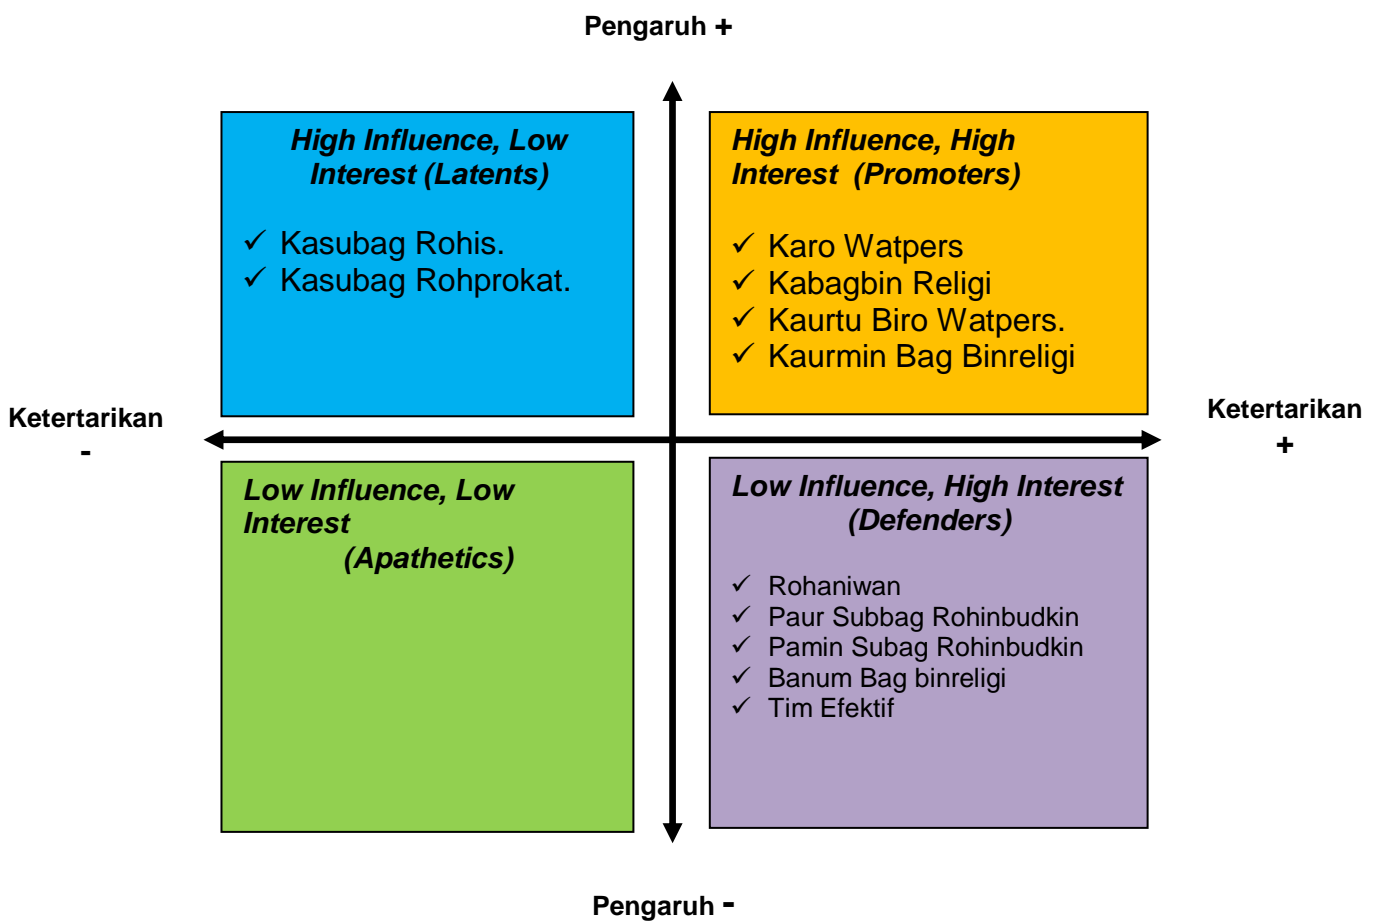 Pengaruh +
High Influence, Low
Interest (Latents)
✓ Kasubag Rohis.
✓ Kasubag Rohprokat.
High Influence, High
Interest (Promoters)
✓ Karo Watpers
✓ Kabagbin Religi
✓ Kaurtu Biro Watpers.
✓ Kaurmin Bag Binreligi
Ketertarikan
-
Ketertarikan
+
Low Influence, Low
Interest
(Apathetics)
Low Influence, High Interest
(Defenders)
✓ Rohaniwan
✓ Paur Subbag Rohinbudkin
✓ Pamin Subag Rohinbudkin
✓ Banum Bag binreligi
✓ Tim Efektif
Pengaruh -